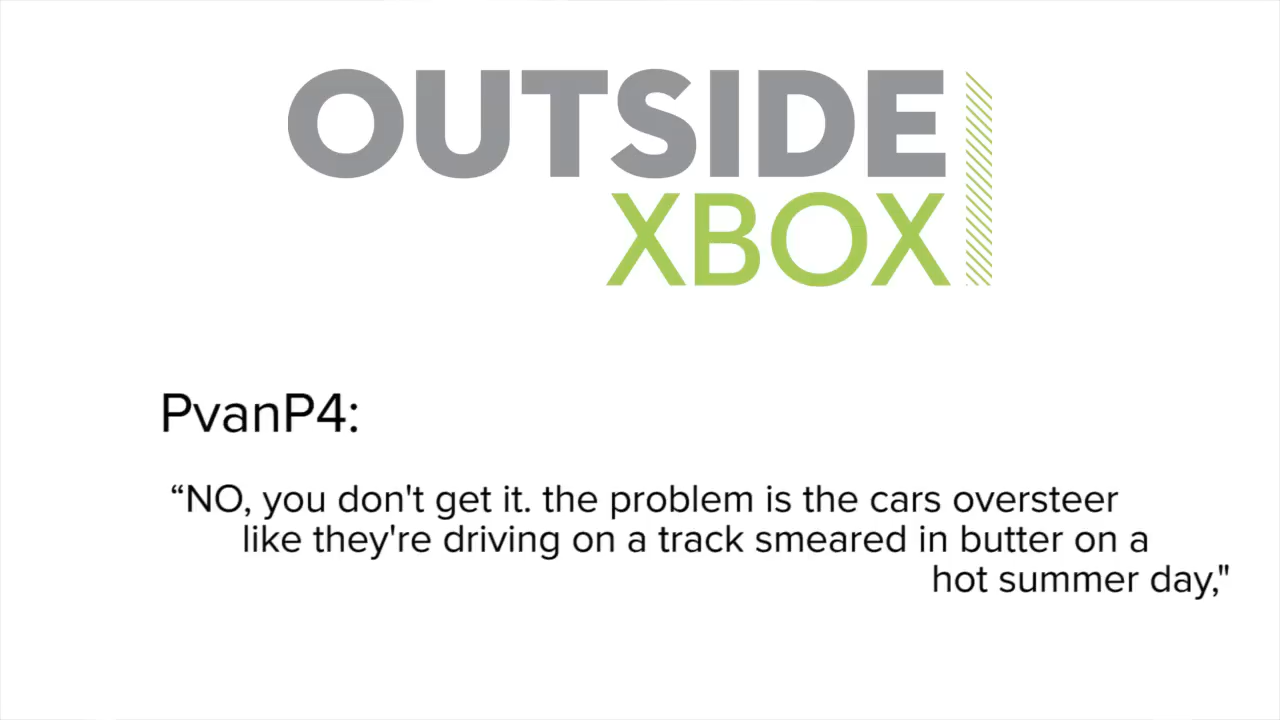 OUTSIDE
XBOX
PvanP4:
“NO, you don't get it. the problem is the cars oversteer
like they're driving on a track smeared in butter on a
hot summer day,"